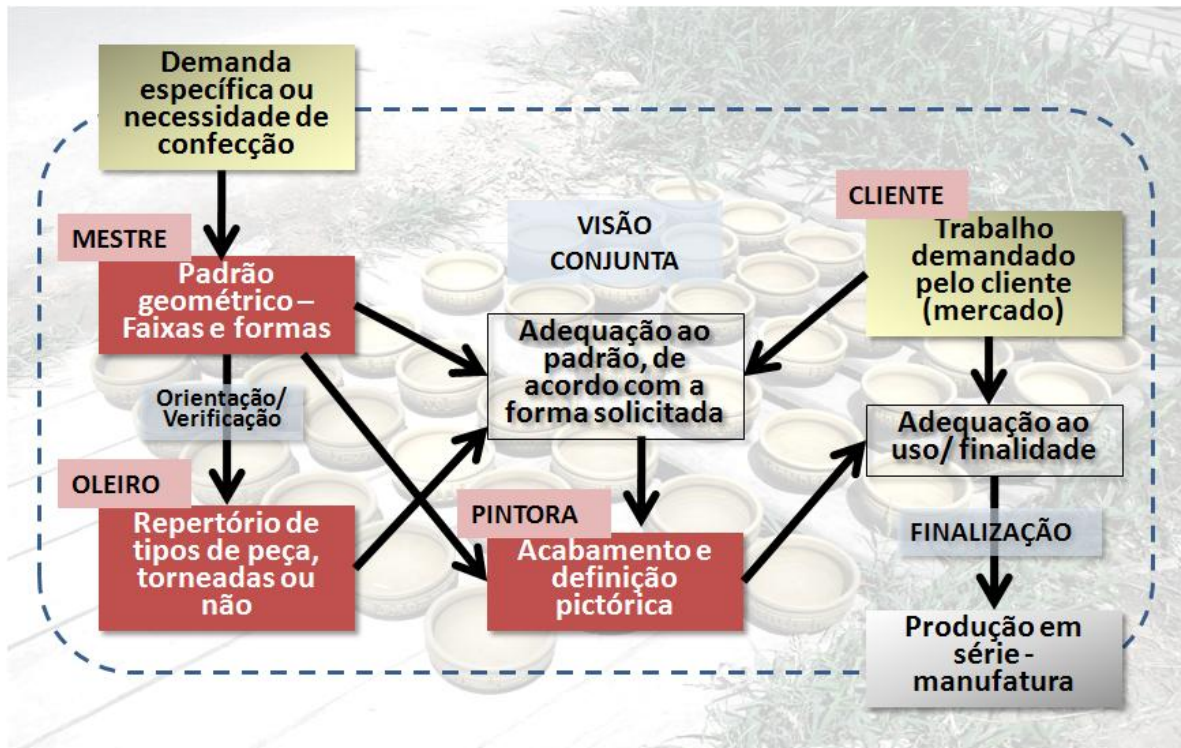 Demanda
específica ou
necessidade de
confecção
MESTRE
Padrão
geométrico –
Faixas e formas
Orientação/
Verificação
OLEIRO
Repertório de
tipos de peça,
torneadas ou
não
VISÃO
CONJUNTA
Adequação ao
padrão, de
acordo com a
forma solicitada
PINTORA
Acabamento e
definição
pictórica
CLIENTE
Trabalho
demandado
pelo cliente
(mercado)
Adequação ao
uso/ finalidade
FINALIZAÇÃO
Produção em
série -
manufatura